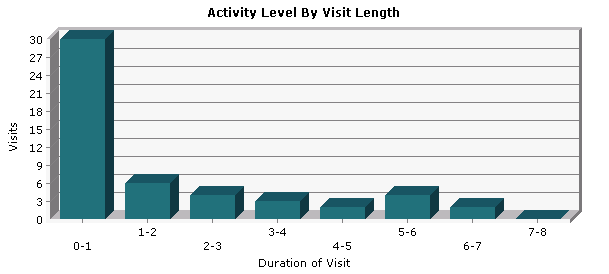 Activity Level By Visit Length
30
27
24
21
18
15
12
9
6
3
0
Visits
1-2 3-4 5-6 7-8
0-1 2-3 4-5 6-7
Duration of Visit